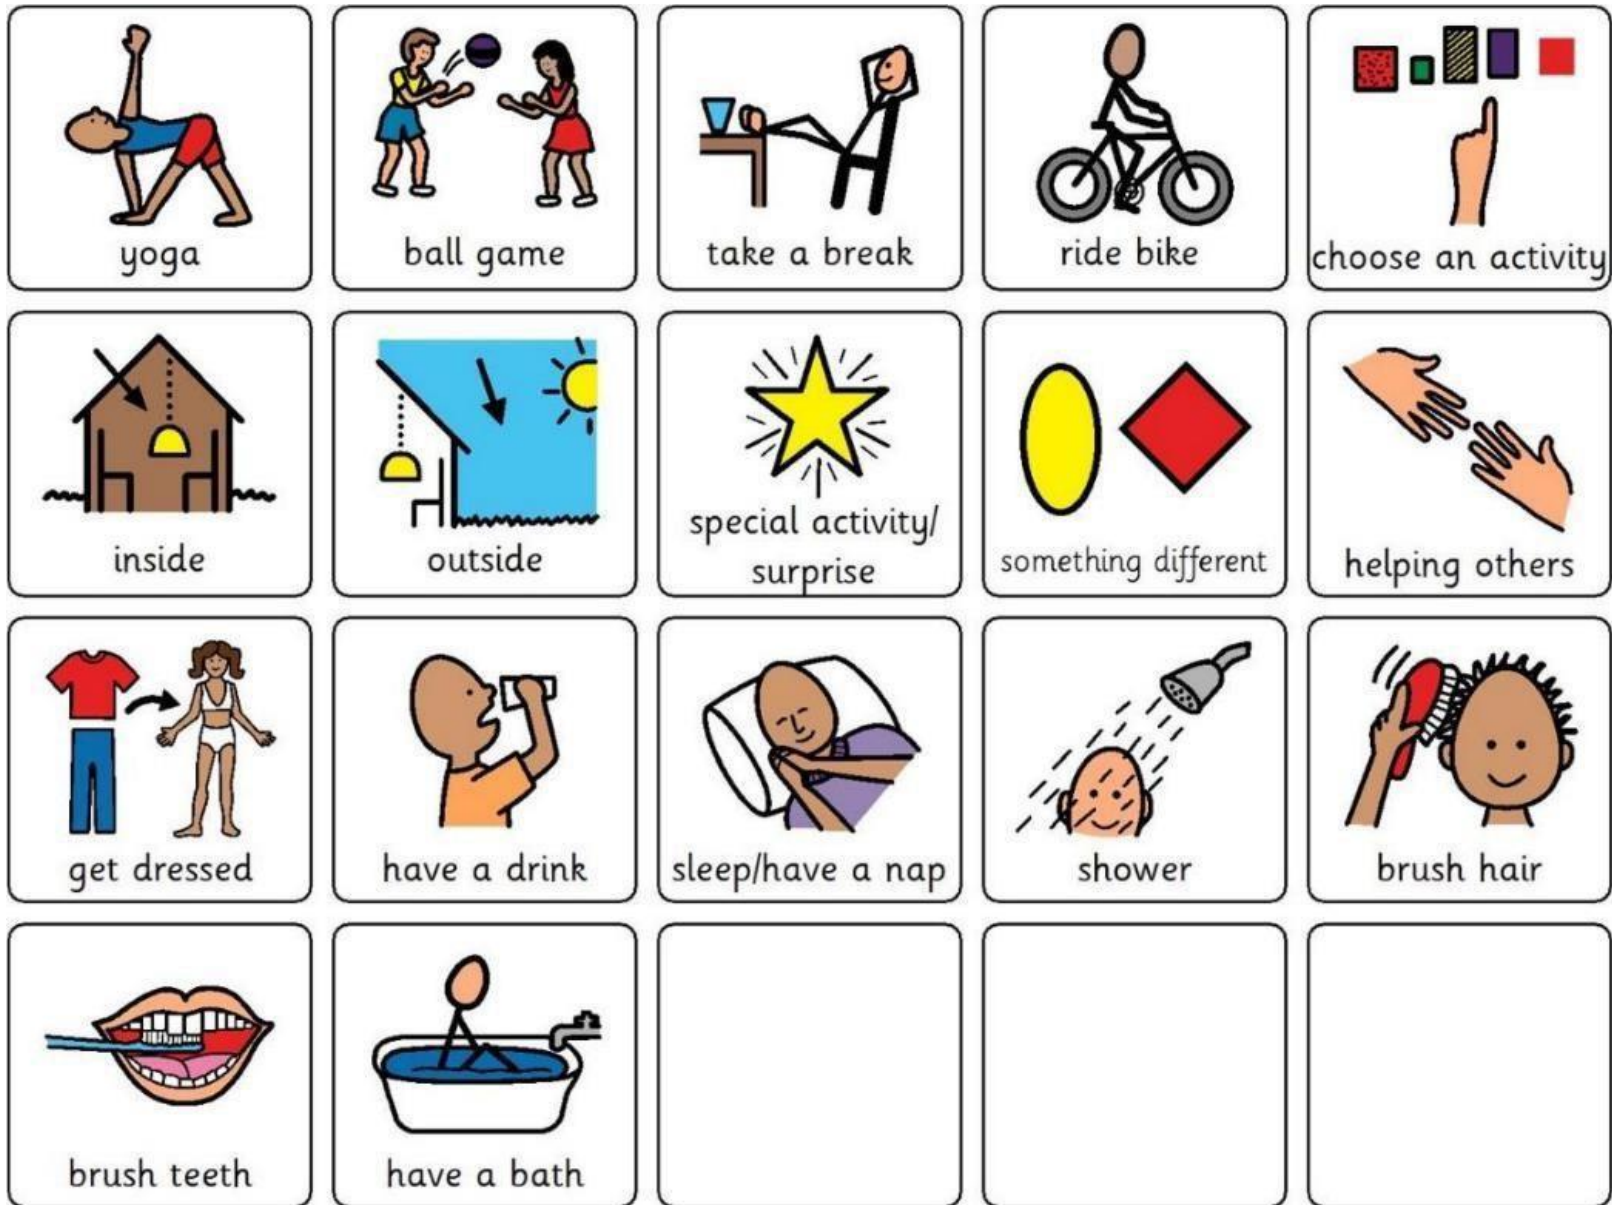 yoga
ball game
take a break
ride bike
choose an activity
inside
outside
special activity/
surprise
something different
helping others
get dressed
have a drink
sleep/have a nap
shower
brush hair
brush teeth
have a bath